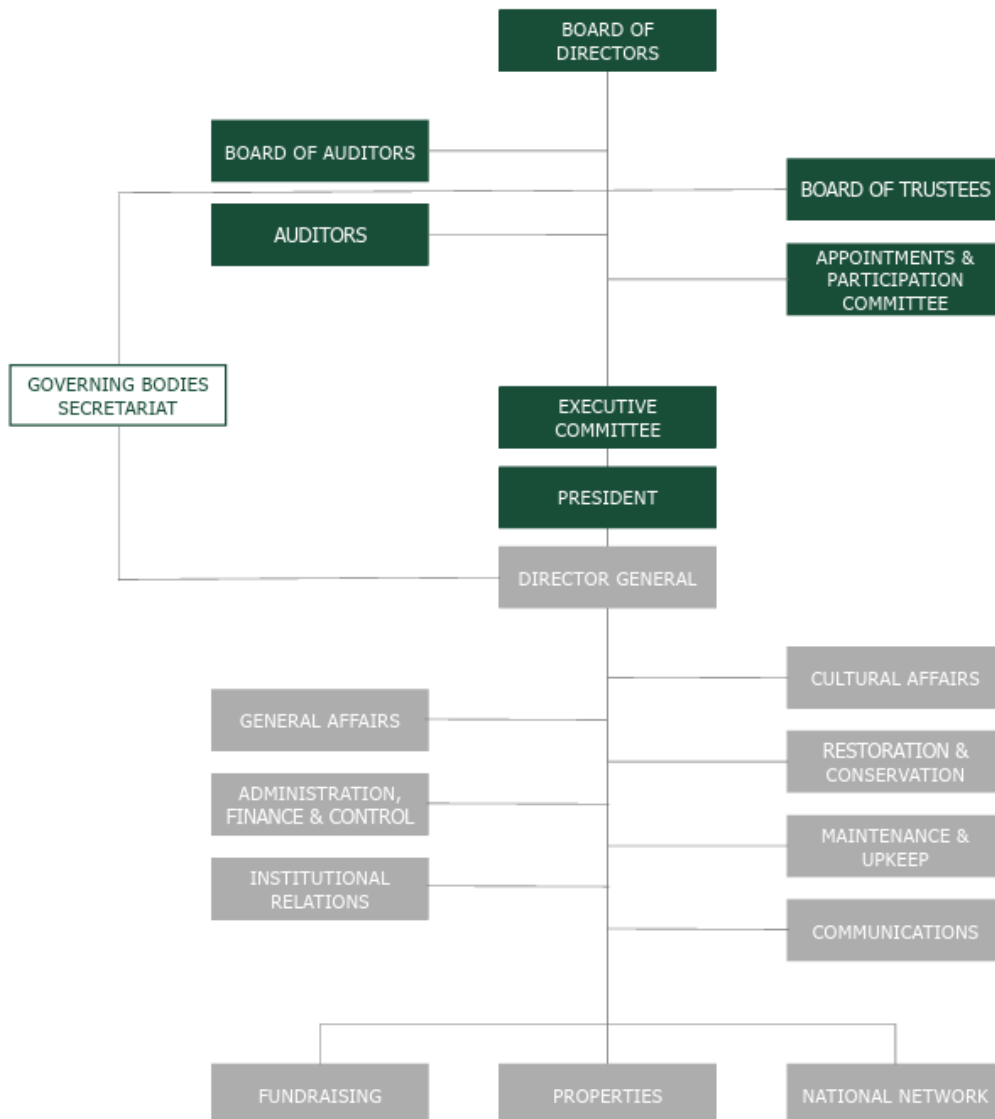 BOARD OF
DIRECTORS
BOARD OF AUDITORS
BOARD OF TRUSTEES
AUDITORS
APPOINTMENTS &
PARTICIPATION
COMMITTEE
GOVERNING BODIES
SECRETARIAT
EXECUTIVE
COMMITTEE
PRESIDENT
DIRECTOR GENERAL
CULTURAL AFFAIRS
GENERAL AFFAIRS
RESTORATION &
CONSERVATION
ADMINISTRATION,
FINANCE & CONTROL
MAINTENANCE &
UPKEEP
INSTITUTIONAL
RELATIONS
COMMUNICATIONS
FUNDRAISING
PROPERTIES
NATIONAL NETWORK